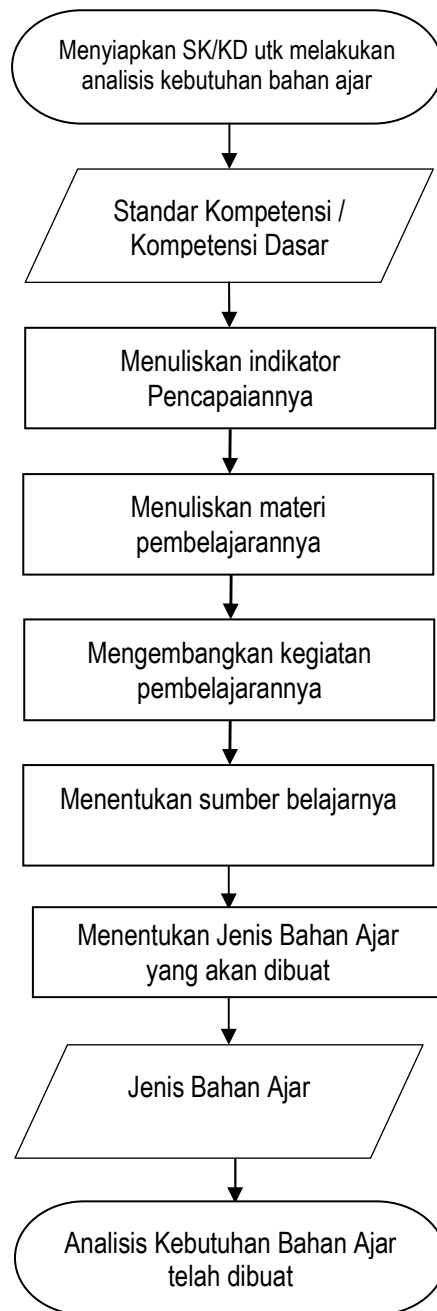 Menyiapkan SK/KD utk melakukan
analisis kebutuhan bahan ajar
Standar Kompetensi /
Kompetensi Dasar
Menuliskan indikator
Pencapaiannya
Menuliskan materi
pembelajarannya
Mengembangkan kegiatan
pembelajarannya
Menentukan sumber belajarnya
Menentukan Jenis Bahan Ajar
yang akan dibuat
Jenis Bahan Ajar
Analisis Kebutuhan Bahan Ajar
telah dibuat